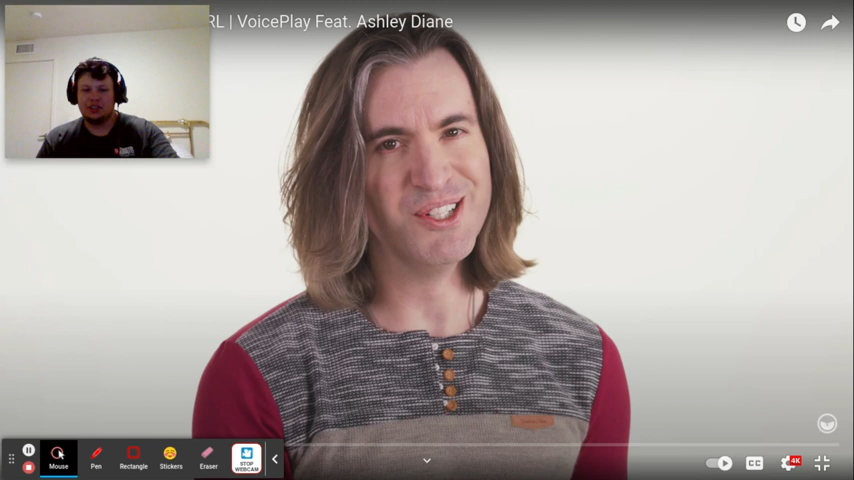 RL | VoicePlay Feat. Ashley Diane
CC
4K
Mouse
Pen
Rectangle
Stickers
Eraser
STOP
WEBCAM